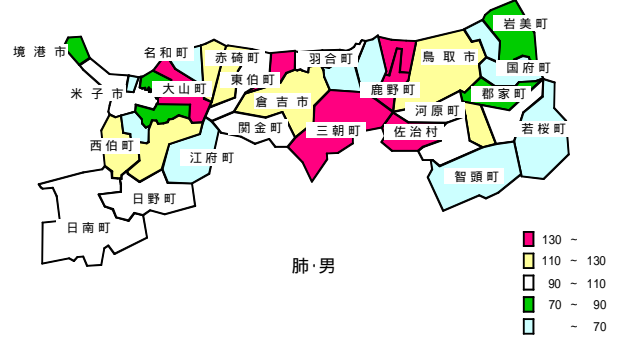 岩美町
境港市
名和町
赤碕町
羽合町
鳥取市
国府町
米子市
大山町
東伯町
鹿野町
郡家町
倉吉市
河原町
関金町
三朝町
佐治村
若桜町
西伯町
江府町
智頭町
日野町
日南町
肺・男
130 ~
110 ~ 130
90 ~ 110
70 ~ 90
~ 70